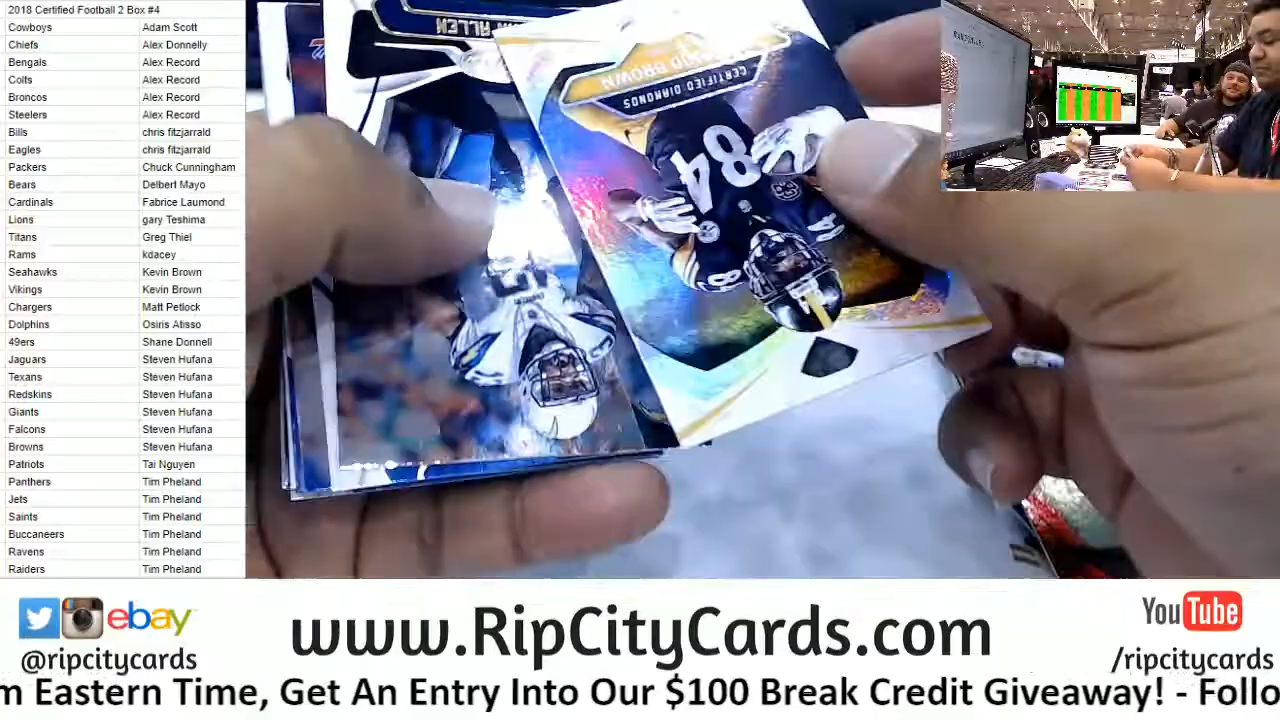 2018 Certified Football 2 Box #4
Cowboys Adam Scott
Chiefs Alex Donnelly
Bengals Alex Record
Colts Alex Record
Broncos Alex Record
Steelers Alex Record
Bills chris fitzjarrald
Eagles chris fitzjarrald
Packers Chuck Cunningham
Bears Delbert Mayo
Cardinals Fabrice Laumond
Lions gary Teshima
Titans Greg Thiel
Rams kdacey
Seahawks Kevin Brown
Vikings Kevin Brown
Chargers Matt Petlock
Dolphins Osiris Atisso
49ers Shane Donnell
Jaguars Steven Hufana
Texans Steven Hufana
Redskins Steven Hufana
Giants Steven Hufana
Falcons Steven Hufana
Browns Steven Hufana
Patriots Tai Nguyen
Panthers Tim Pheland
Jets Tim Pheland
Saints Tim Pheland
Buccaneers Tim Pheland
Ravens Tim Pheland
Raiders Tim Pheland
ALLEN
BROWN
CERTIFIED DIAMONDS
84
ebay
@ripcitycards
www.RipCityCards.com
YouTube
/ripcitycards
m Eastern Time, Get An Entry Into Our $100 Break Credit Giveaway! - Follo